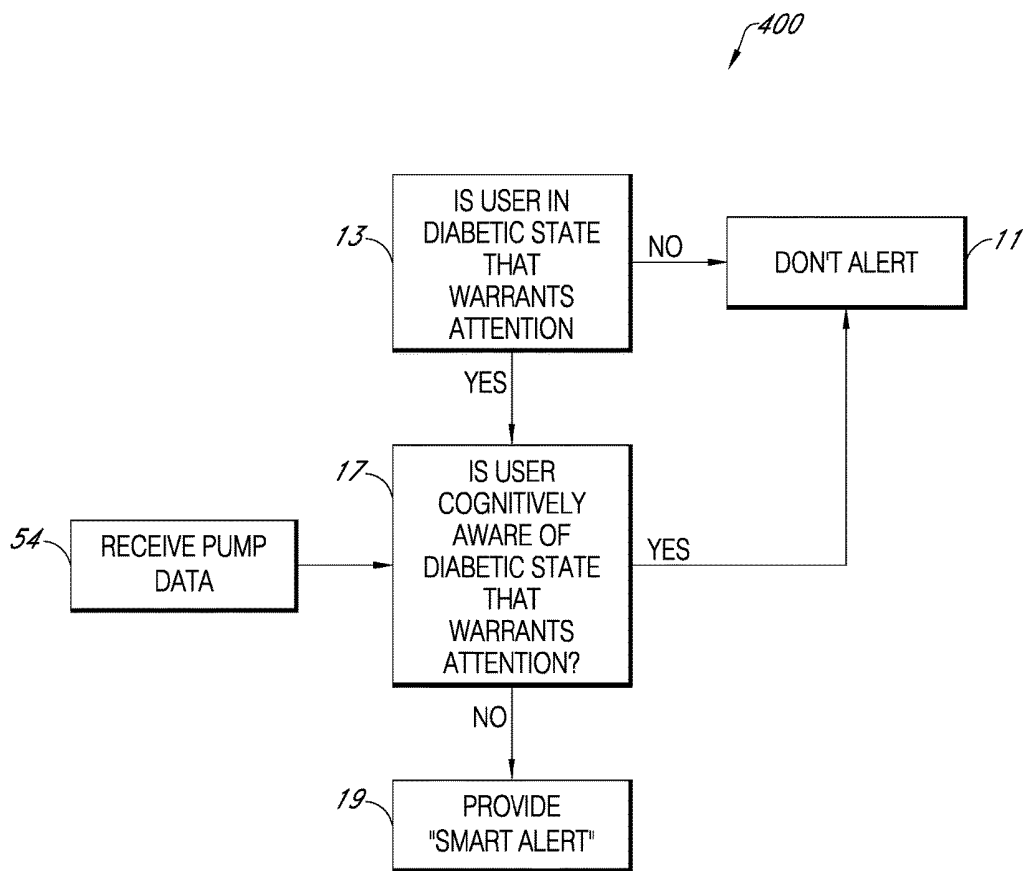 400
13
IS USER IN
DIABETIC STATE
THAT
WARRANTS
ATTENTION
NO
DON'T ALERT
11
YES
17
IS USER
COGNITIVELY
AWARE OF
DIABETIC STATE
THAT
WARRANTS
ATTENTION?
YES
54
RECEIVE PUMP
DATA
NO
19
PROVIDE
"SMART ALERT"